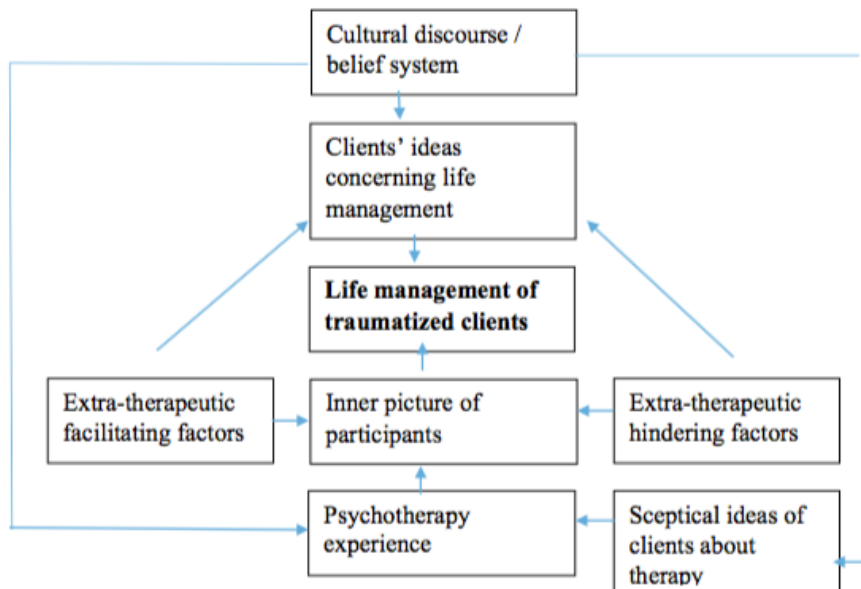 Cultural discourse /
belief system
Clients' ideas
concerning life
management
Life management of
traumatized clients
Extra-therapeutic
facilitating factors
Inner picture of
participants
Extra-therapeutic
hindering factors
Psychotherapy
experience
Sceptical ideas of
clients about
therapy